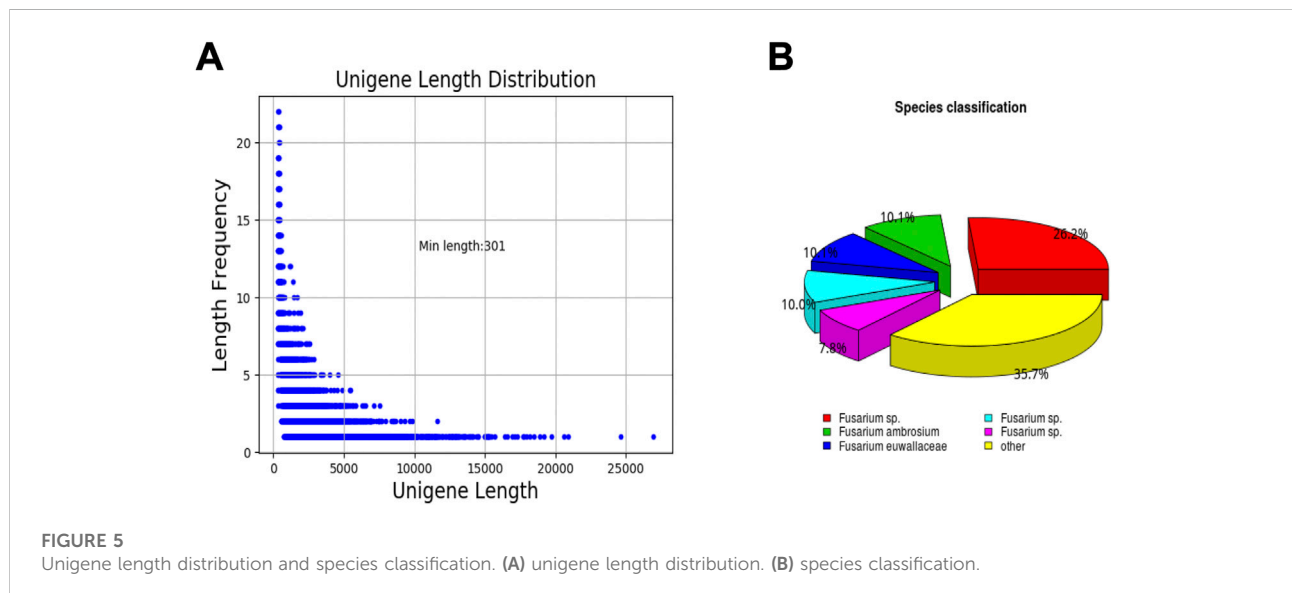 A
Unigene Length Distribution
Length Frequency
20
15
10
5
0
Min length:301
0 5000 10000 15000 20000 25000
Unigene Length
B
Species classification
10.1%
26.2%
10.1%
10.0%
7.8%
35.7%
Fusarium sp.
Fusarium ambrosium
Fusarium euwallaceae
Fusarium sp.
Fusarium sp.
other
FIGURE 5
Unigene length distribution and species classification. (A) unigene length distribution. (B) species classification.